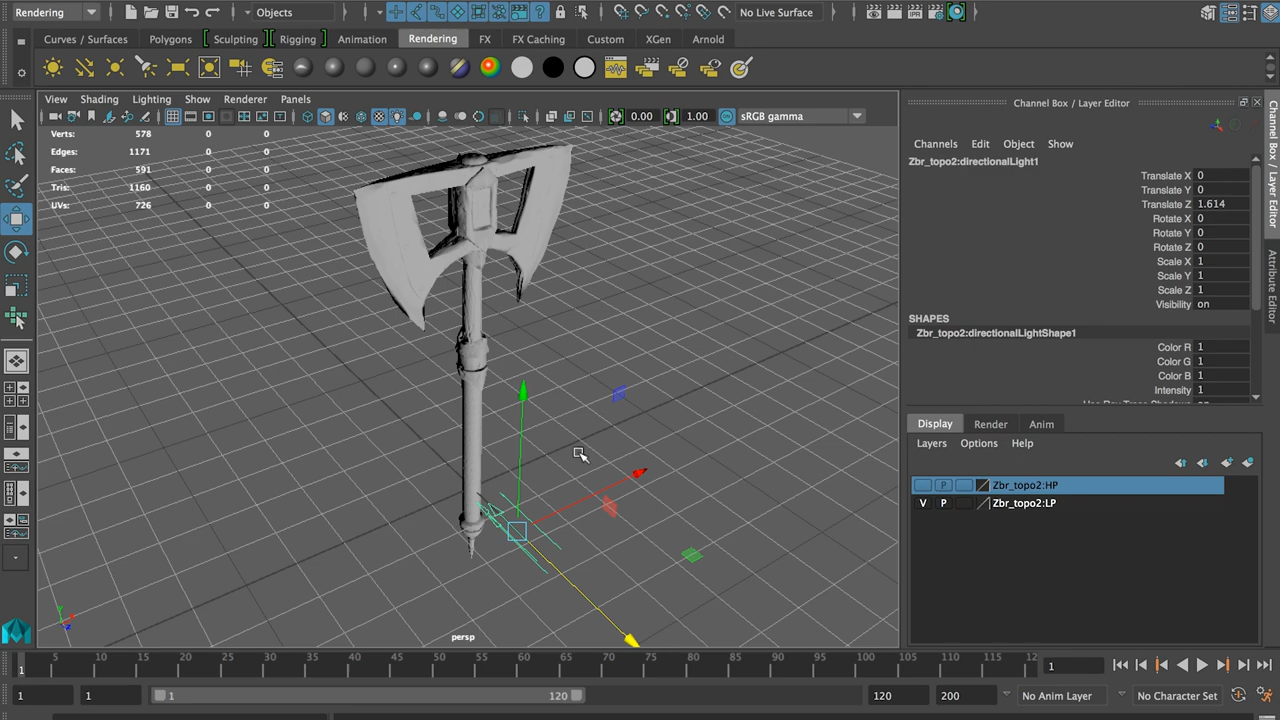 Rendering Objects No Live Surface
Curves / Surfaces Polygons Sculpting Rigging Animation Rendering FX FX Caching Custom XGen Arnold
View Shading Lighting Show Renderer Panels
0.00 1.00 sRGB gamma
Verts: 578 0 0
Edges: 1171 0 0
Faces: 591 0 0
Tris: 1160 0 0
UVs: 726 0 0
persp
Channel Box / Layer Editor
Channels Edit Object Show
Zbr_topo2:directionalLight1
Translate X 0
Translate Y 0
Translate Z 1.614
Rotate X 0
Rotate Y 0
Rotate Z 0
Scale X 1
Scale Y 1
Scale Z 1
Visibility on
SHAPES
Zbr_topo2:directionalLightShape1
Color R 1
Color G 1
Color B 1
Intensity 1
Display Render Anim
Layers Options Help
P Zbr_topo2:HP
V P Zbr_topo2:LP
Channel Box / Layer Editor
Attribute Editor
1 5 10 15 20 25 30 35 40 45 50 55 60 65 70 75 80 85 90 95 100 105 110 115 12 1
1 1 1 120 120 200 No Anim Layer No Character Set